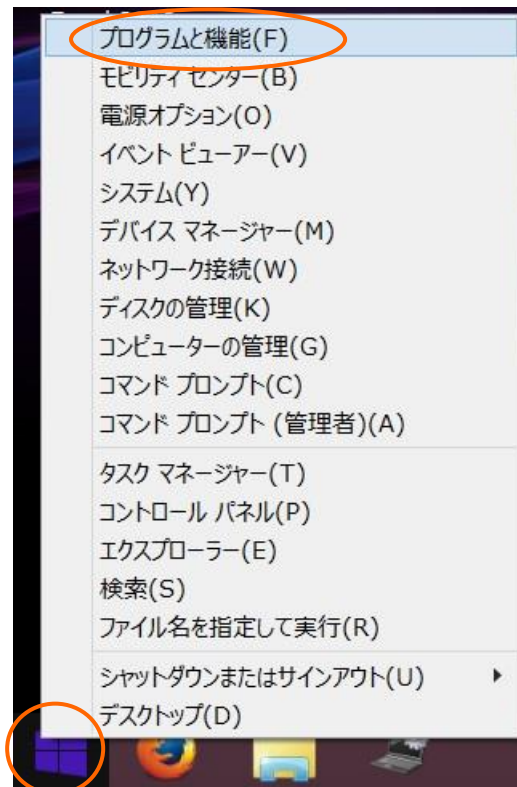 プログラムと機能(F)
モビリティ センター(B)
電源オプション(O)
イベント ビューアー(V)
システム(Y)
デバイス マネージャー(M)
ネットワーク接続(W)
ディスクの管理(K)
コンピューターの管理(G)
コマンド プロンプト(C)
コマンド プロンプト (管理者)(A)
タスク マネージャー(T)
コントロール パネル(P)
エクスプローラー(E)
検索(S)
ファイル名を指定して実行(R)
シャットダウンまたはサインアウト(U)
デスクトップ(D)